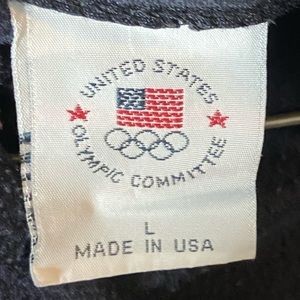 UNITED STATES
OLYMPIC COMMITTEE
L
MADE IN USA